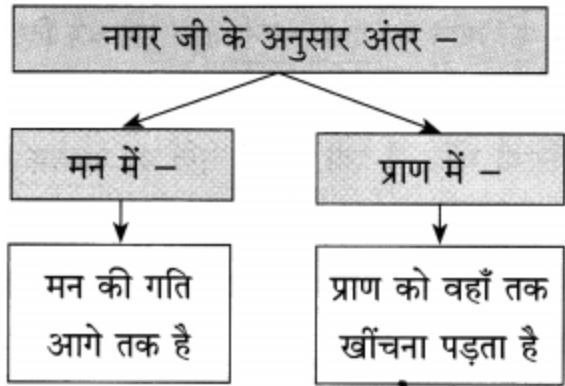 नागर जी के अनुसार अंतर –
मन में –
प्राण में –
मन की गति
आगे तक है
प्राण को वहाँ तक
खींचना पड़ता है